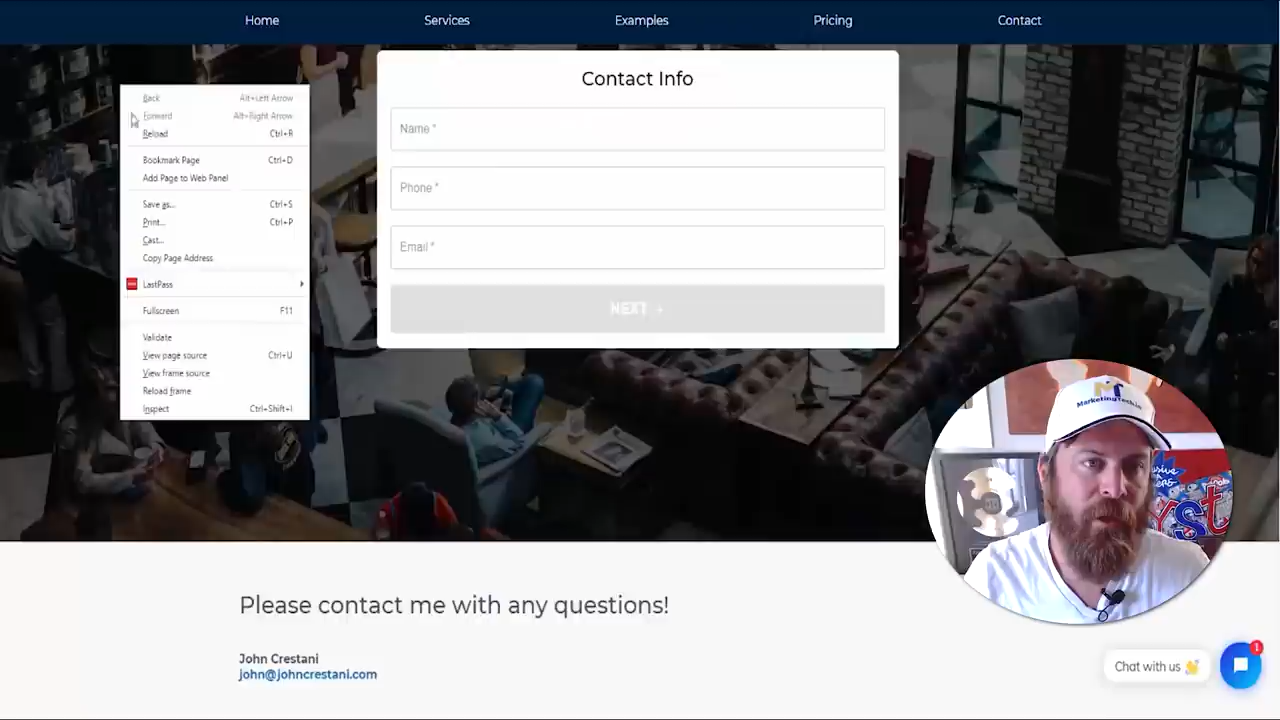 Home Services Examples Pricing Contact
Contact Info
Name *
Phone *
Email *
NEXT →
Back Alt+Left Arrow
Forward Alt+Right Arrow
Reload Ctrl+R
Bookmark Page Ctrl+D
Add Page to Web Panel
Save as... Ctrl+S
Print... Ctrl+P
Cast...
Copy Page Address
LastPass
Fullscreen F11
Validate
View page source Ctrl+U
View frame source
Reload frame
Inspect Ctrl+Shift+I
MT
MarketingTech.io
Please contact me with any questions!
John Crestani
john@johncrestani.com
Chat with us 👋
1